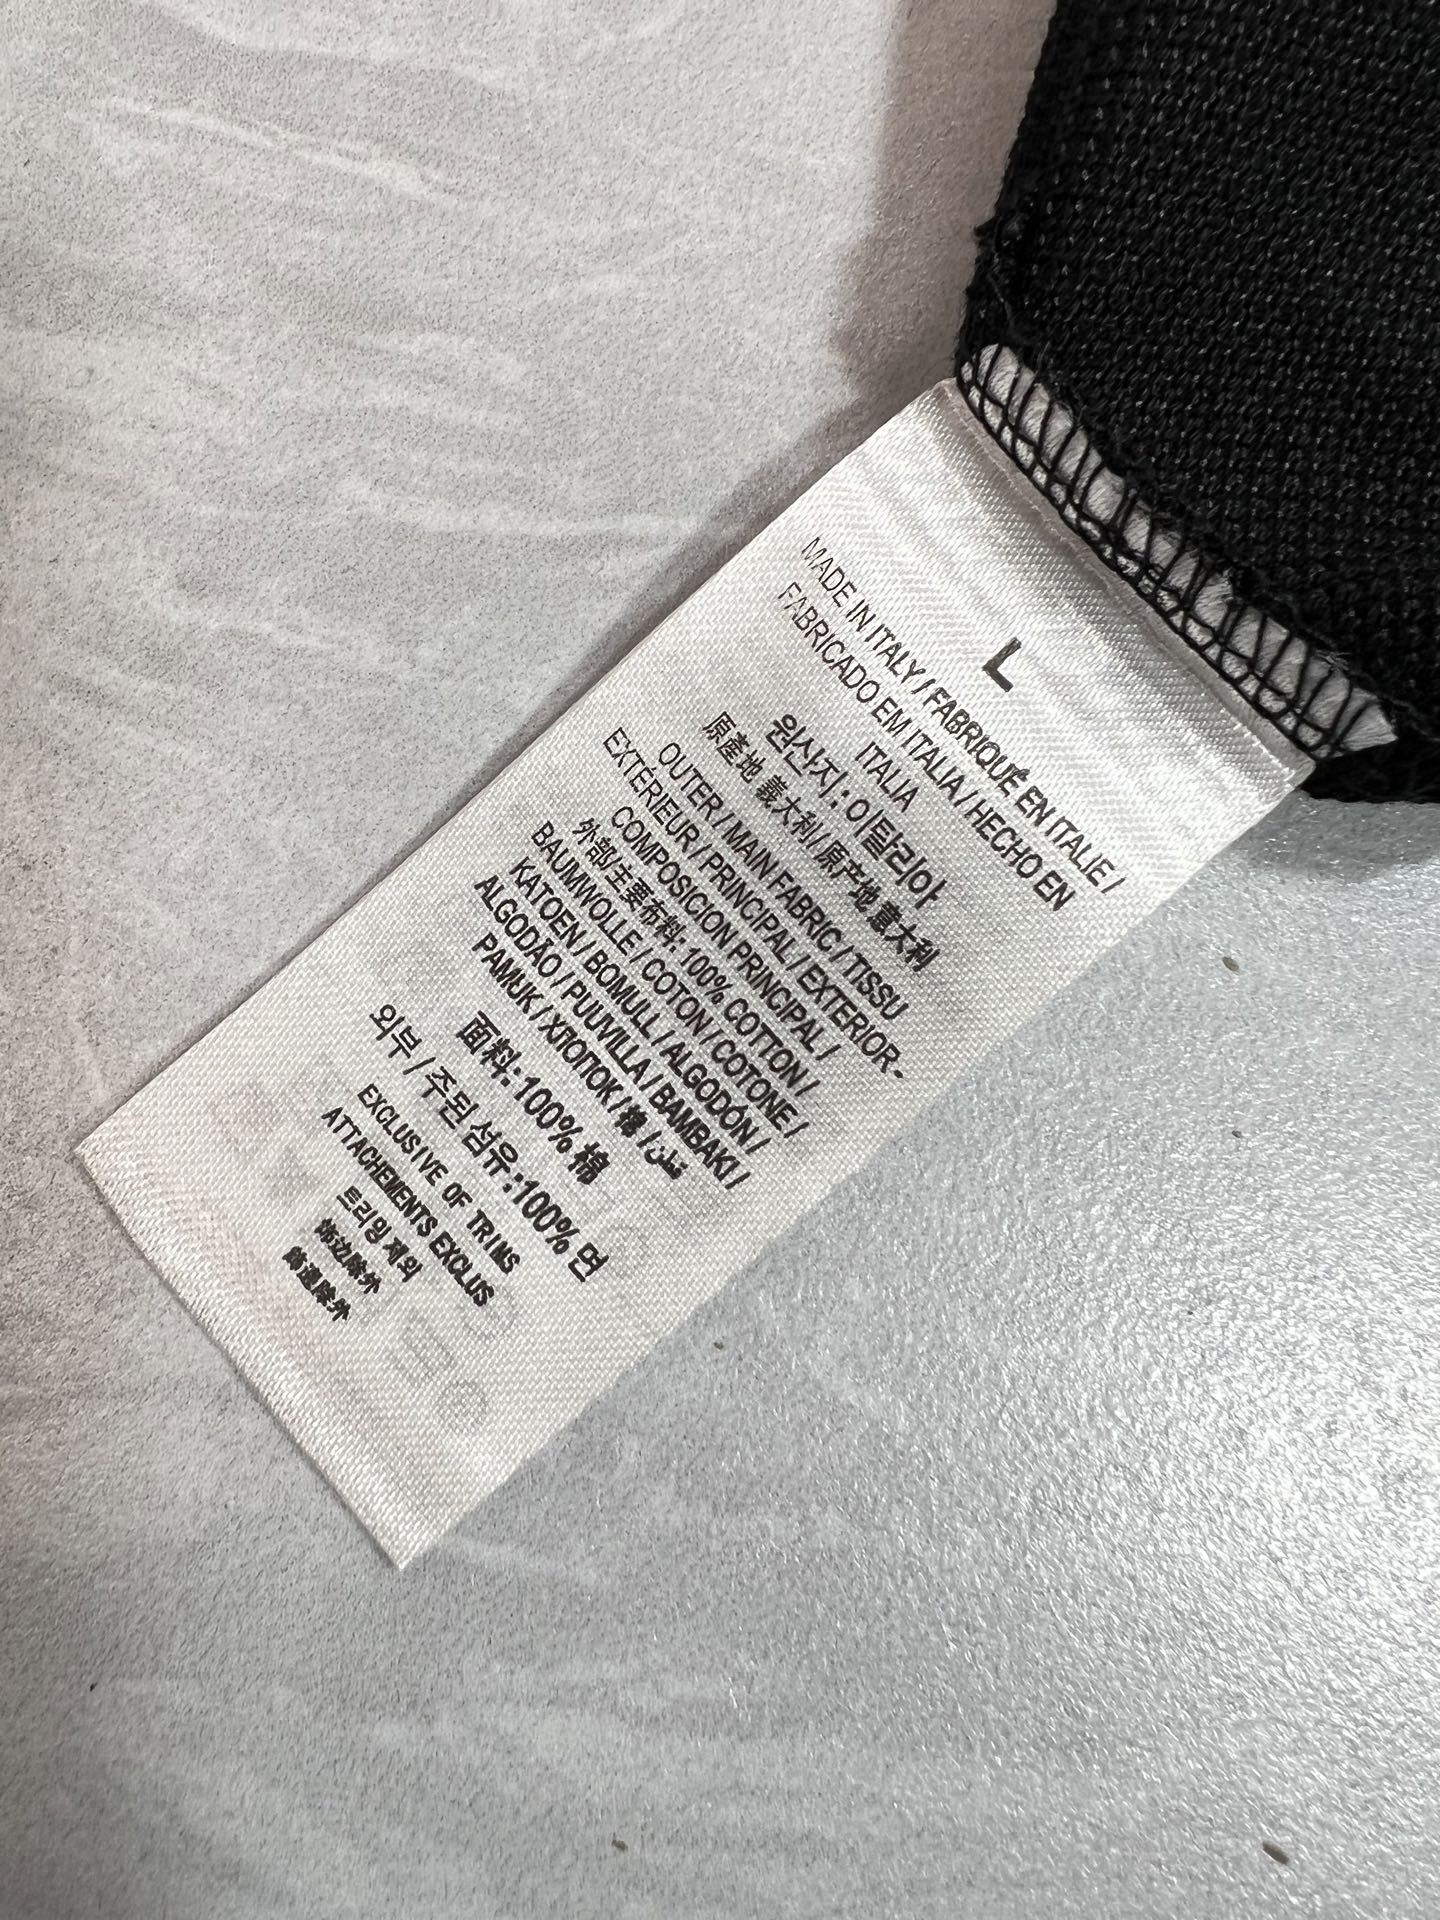 L
MADE IN ITALY / FABRIQUÉ EN ITALIE /
FABRICADO EM ITALIA / HECHO EN
ITALIA
원산지: 이탈리아
原產地 義大利/原产地 意大利
OUTER / MAIN FABRIC / TISSU
EXTÉRIEUR / PRINCIPAL / EXTERIOR-
COMPOSICION PRINCIPAL /
外部/主要布料: 100% COTTON /
BAUMWOLLE / COTON / COTONE /
KATOEN / BOMULL / ALGODÓN /
ALGODÃO / PUUVILLA / BAMBAKI /
PAMUK / ХЛОПОК / 棉 / قطن
面料: 100% 棉
외부 / 주된 섬유:100% 면
EXCLUSIVE OF TRIMS
ATTACHEMENTS EXCLUS
트리밍 제외
饰边除外
飾邊除外